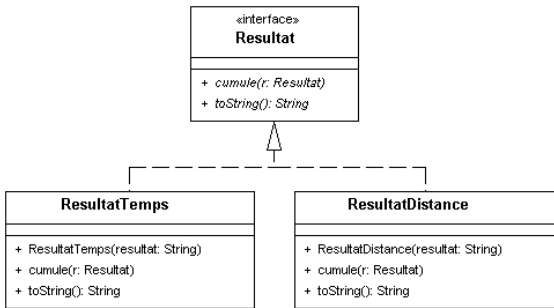 «interface»
Resultat
+ cumule(r: Resultat)
+ toString(): String
ResultatTemps
+ ResultatTemps(resultat: String)
+ cumule(r: Resultat)
+ toString(): String
ResultatDistance
+ ResultatDistance(resultat: String)
+ cumule(r: Resultat)
+ toString(): String